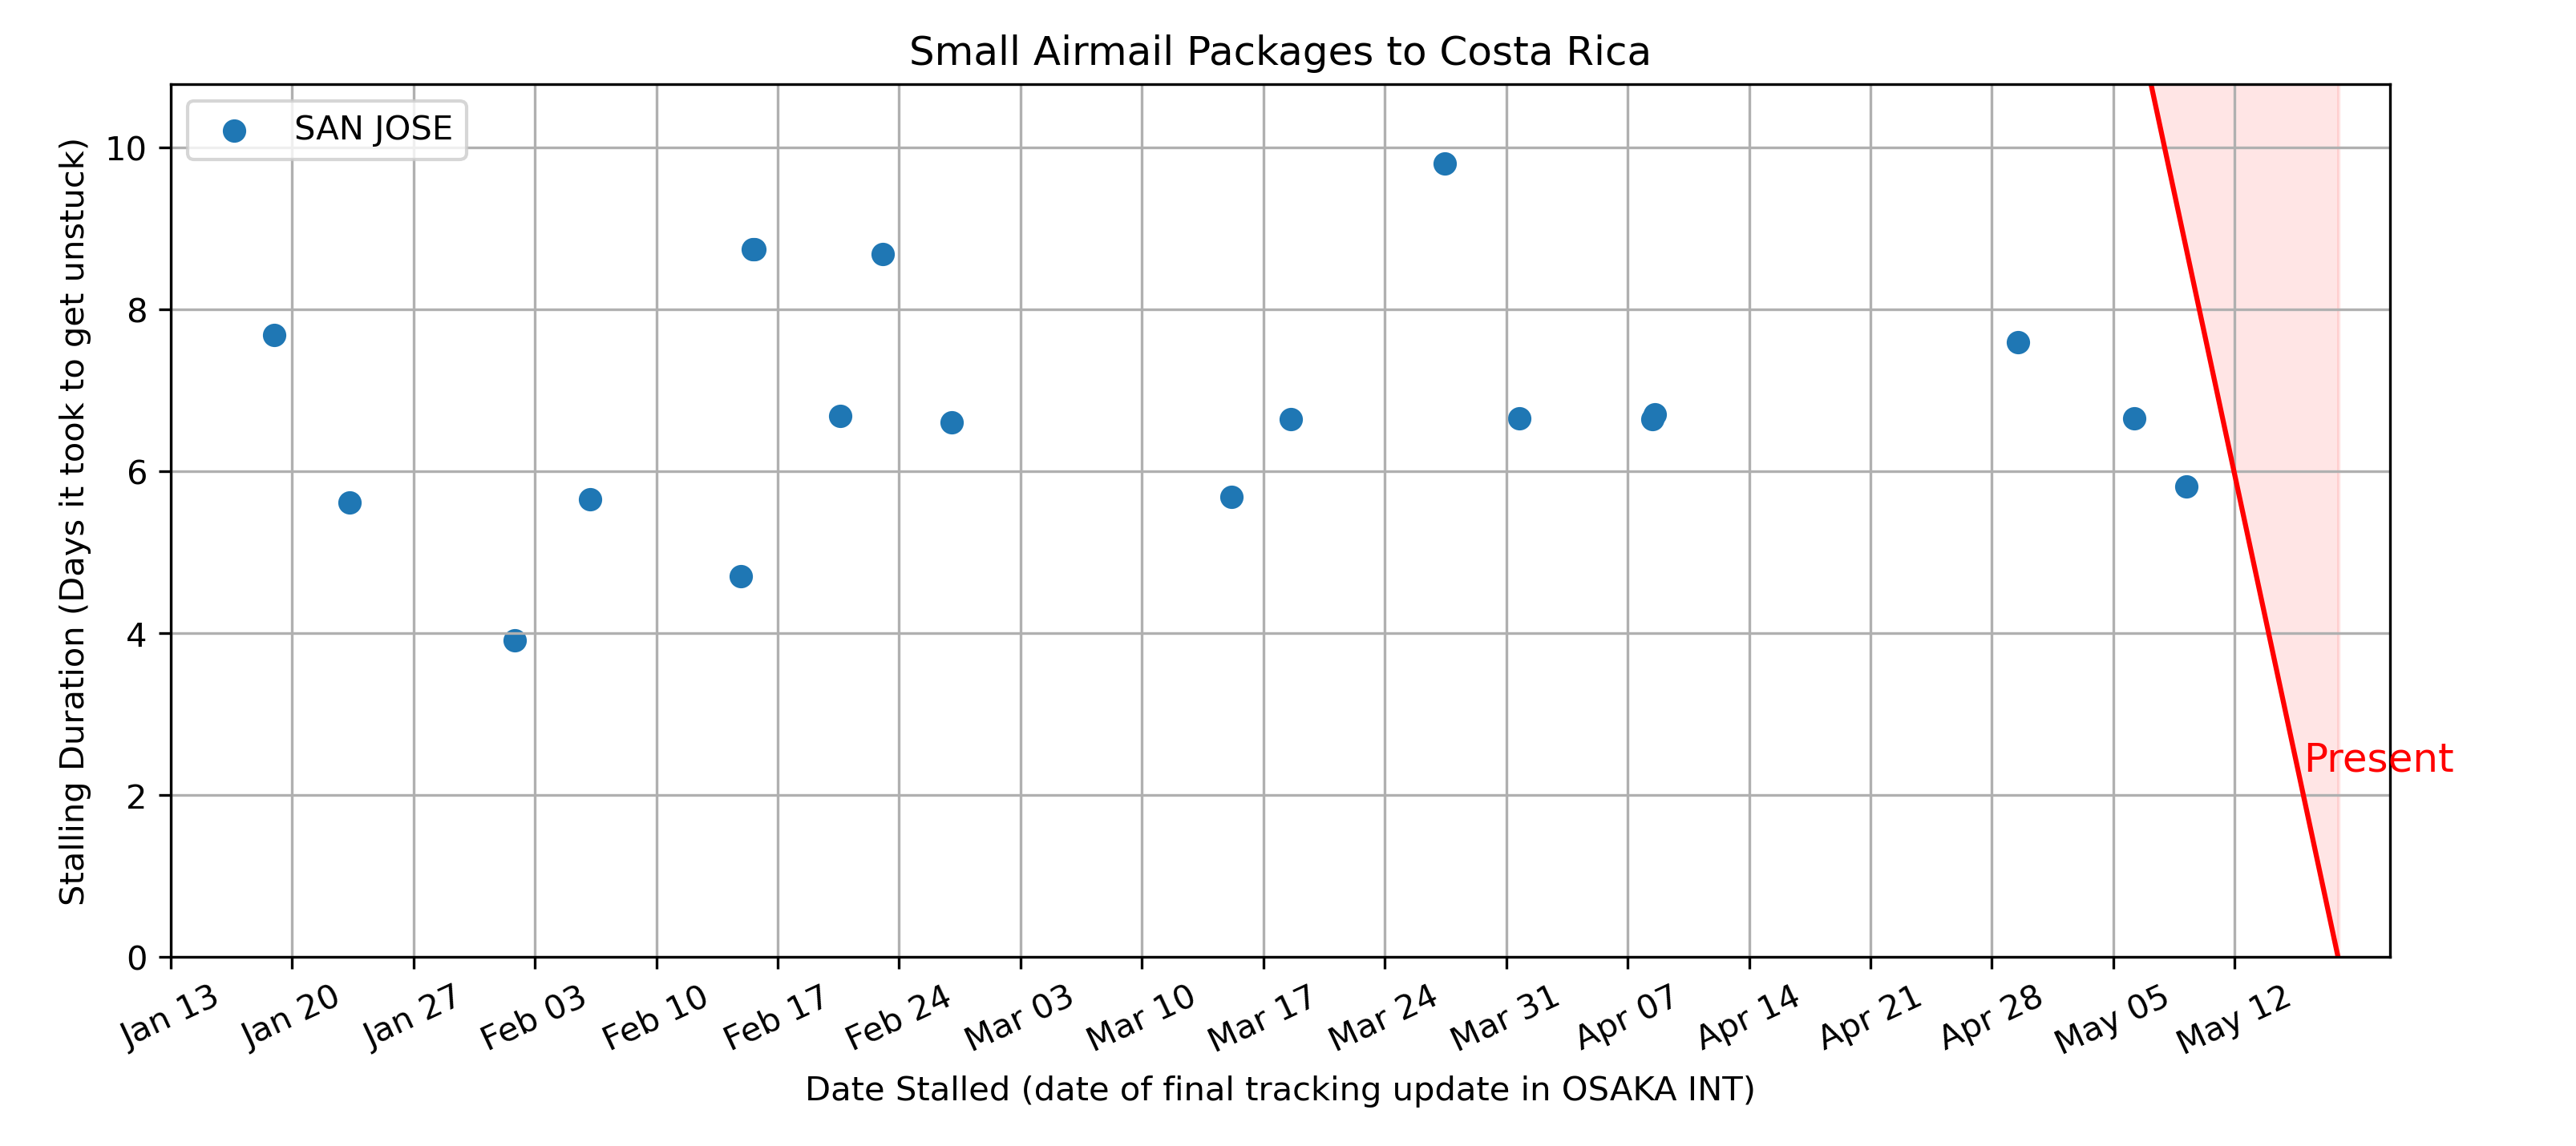 Small Airmail Packages to Costa Rica
SAN JOSE
Stalling Duration (Days it took to get unstuck)
10
8
6
4
2
0
Present
Jan 13
Jan 20
Jan 27
Feb 03
Feb 10
Feb 17
Feb 24
Mar 03
Mar 10
Mar 17
Mar 24
Mar 31
Apr 07
Apr 14
Apr 21
Apr 28
May 05
May 12
Date Stalled (date of final tracking update in OSAKA INT)